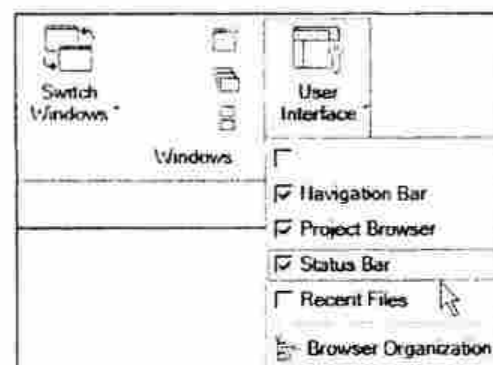 Switch
Windows
Windows
User
Interface
Navigation Bar
Project Browser
Status Bar
Recent Files
Browser Organization